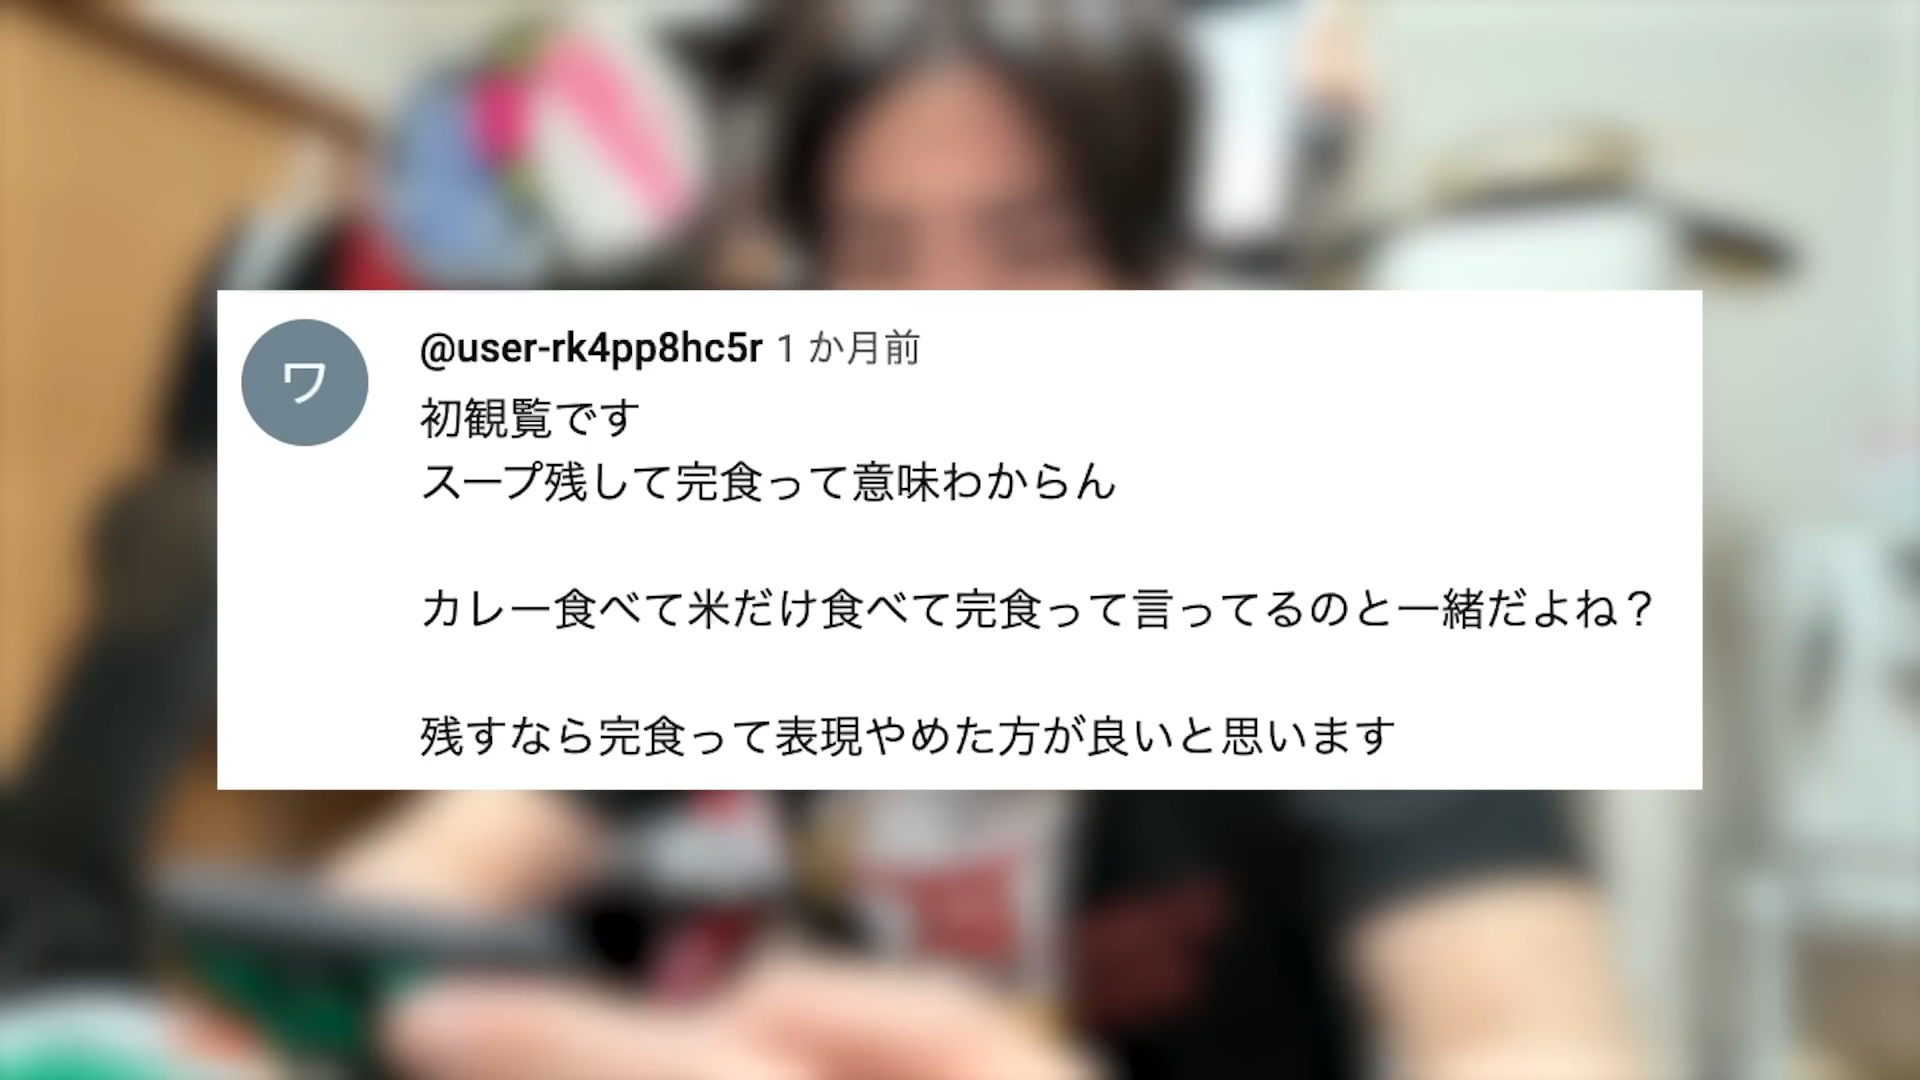 ワ
@user-rk4pp8hc5r 1 か月前
初観覧です
スープ残して完食って意味わからん
カレー食べて米だけ食べて完食って言ってるのと一緒だよね？
残すなら完食って表現やめた方が良いと思います